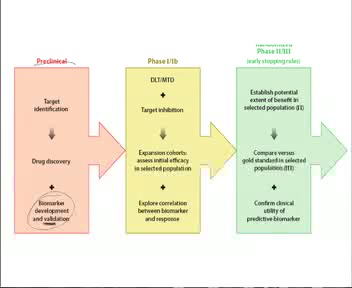 Preclinical
Target
identification
Drug discovery
+
Biomarker
development
and validation
Phase I/Ib
DLT/MTD
+
Target inhibition
Expansion cohorts:
assess initial efficacy
in selected population
+
Explore correlation
between biomarker
and response
Phase II/III
(early stopping rules)
Establish potential
extent of benefit in
selected population (II)
Compare versus
gold standard in selected
population (III)
+
Confirm clinical
utility of
predictive biomarker